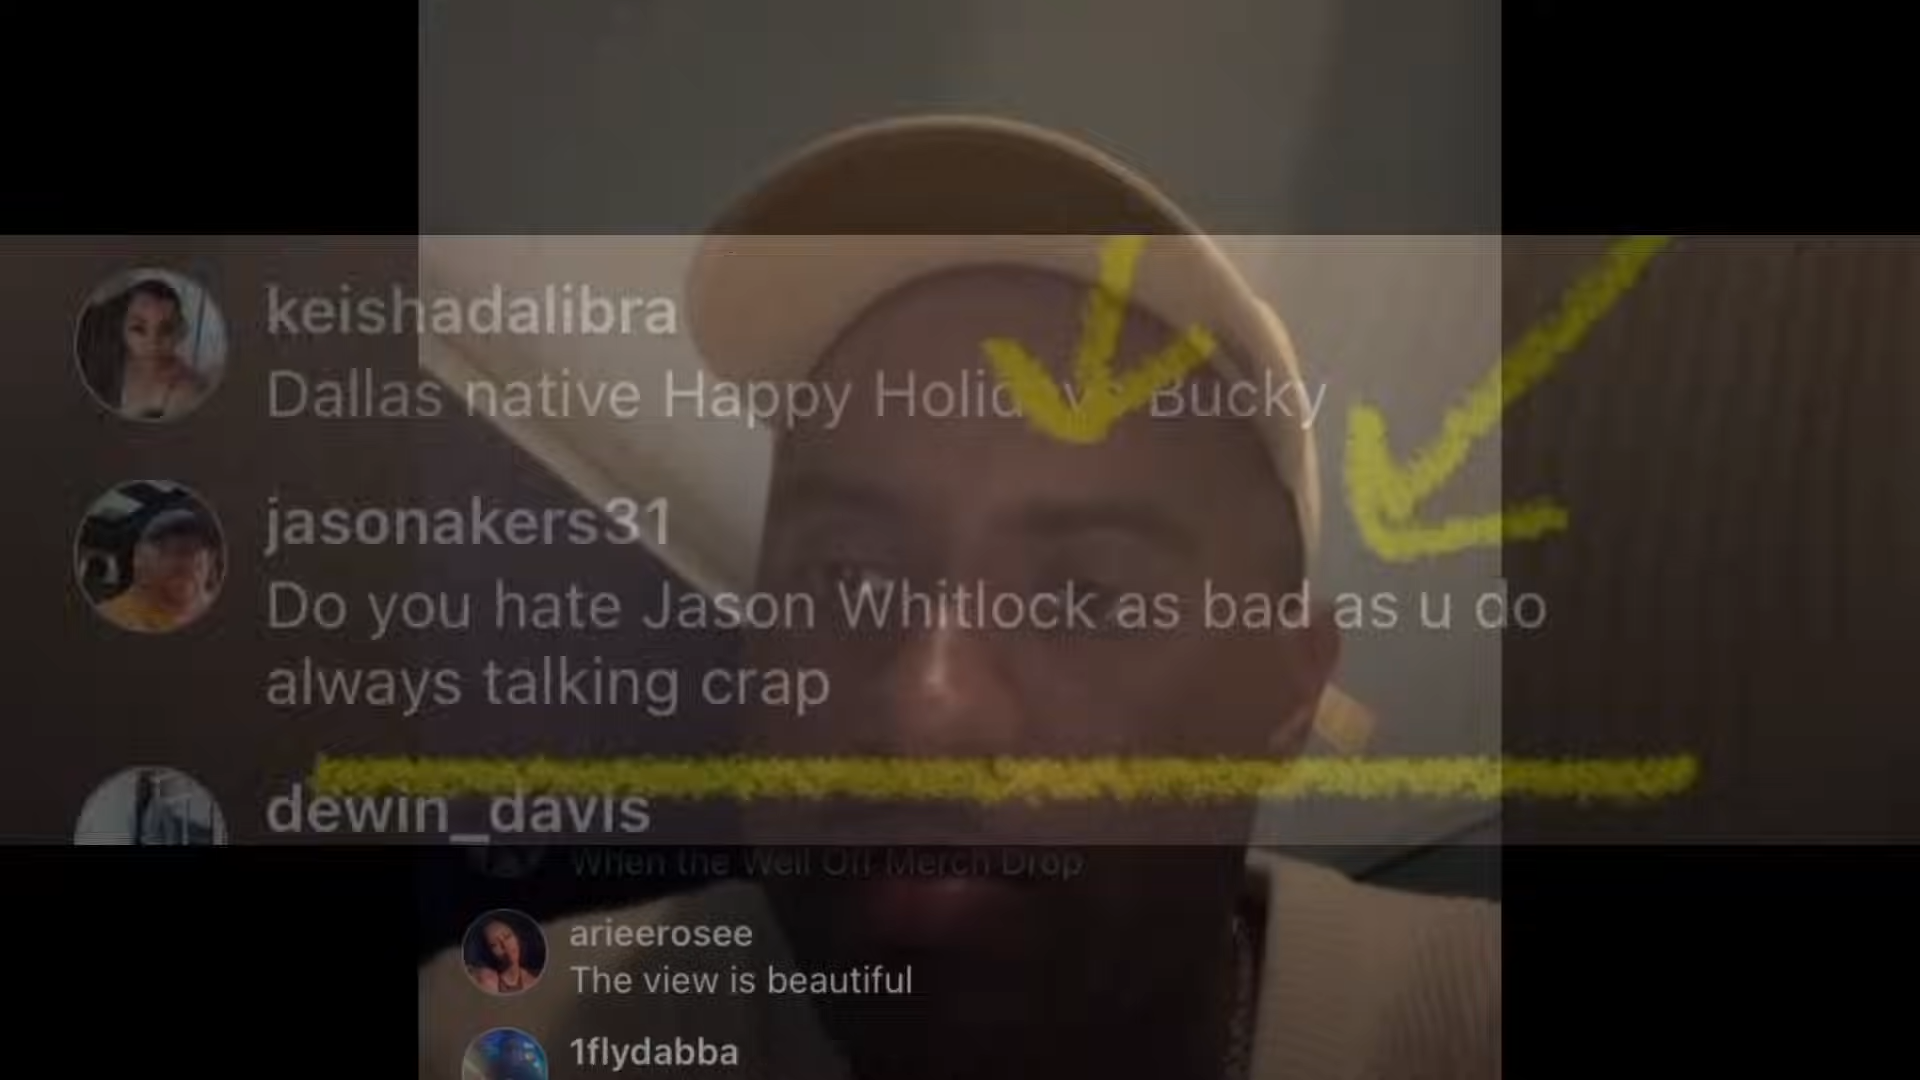 keishadalibra
Dallas native Happy Holidays Bucky
jasonakers31
Do you hate Jason Whitlock as bad as u do
always talking crap
dewin_davis
When the Well Off Merch Drop
arieerosee
The view is beautiful
1flydabba